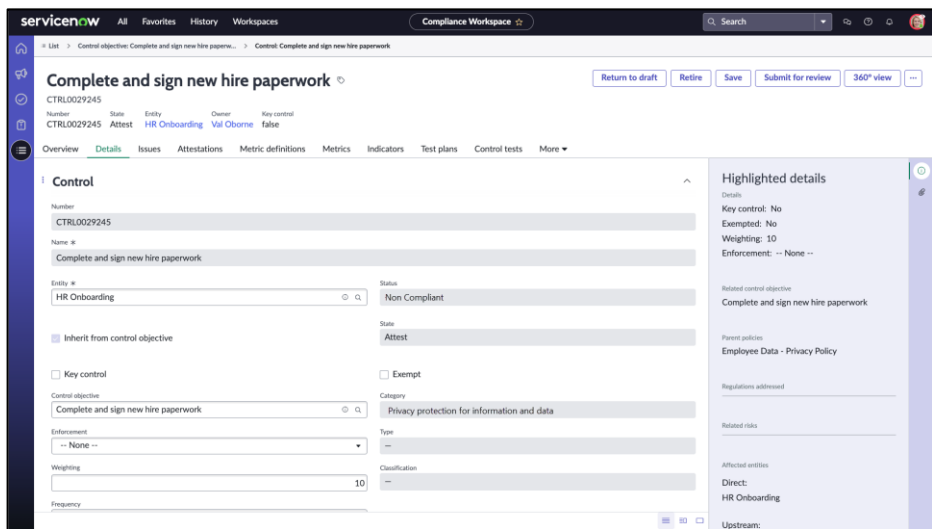 servicenow All Favorites History Workspaces Compliance Workspace ☆ Search
List > Control objective: Complete and sign new hire paperw... > Control: Complete and sign new hire paperwork
Complete and sign new hire paperwork
Return to draft Retire Save Submit for review 360° view ...
CTRL0029245
Number State Entity Owner Key control
CTRL0029245 Attest HR Onboarding Val Oborne false
Overview Details Issues Attestations Metric definitions Metrics Indicators Test plans Control tests More
Control
Number
CTRL0029245
Name *
Complete and sign new hire paperwork
Entity * Status
HR Onboarding Non Compliant
State
Inherit from control objective Attest
Key control Exempt
Control objective Category
Complete and sign new hire paperwork Privacy protection for information and data
Enforcement Type
-- None -- --
Weighting Classification
10 --
Frequency
Highlighted details
Details
Key control: No
Exempted: No
Weighting: 10
Enforcement: -- None --
Related control objective
Complete and sign new hire paperwork
Parent policies
Employee Data - Privacy Policy
Regulations addressed
Related risks
Affected entities
Direct:
HR Onboarding
Upstream: